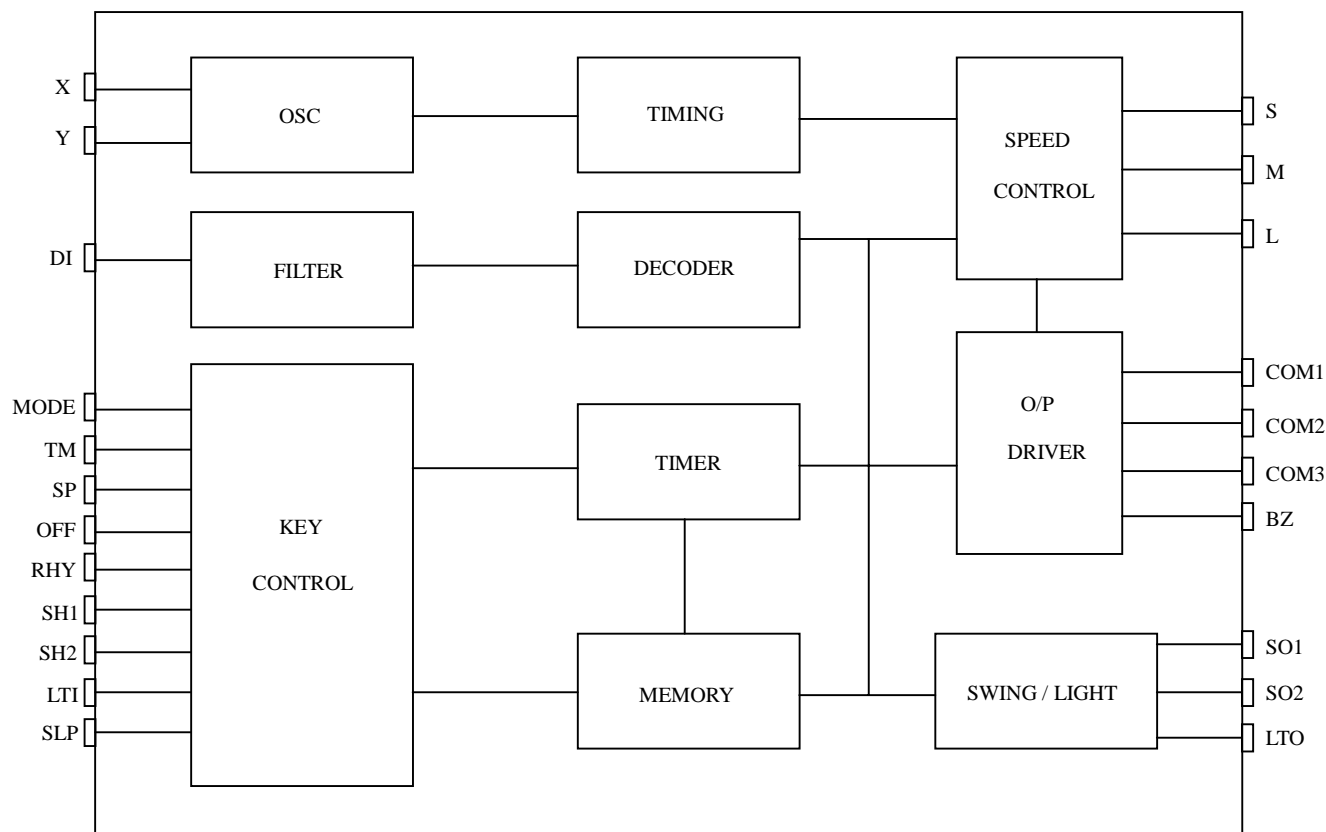 X
Y
DI
MODE
TM
SP
OFF
RHY
SH1
SH2
LTI
SLP
OSC
TIMING
SPEED
CONTROL
FILTER
DECODER
KEY
CONTROL
TIMER
O/P
DRIVER
MEMORY
SWING / LIGHT
S
M
L
COM1
COM2
COM3
BZ
SO1
SO2
LTO